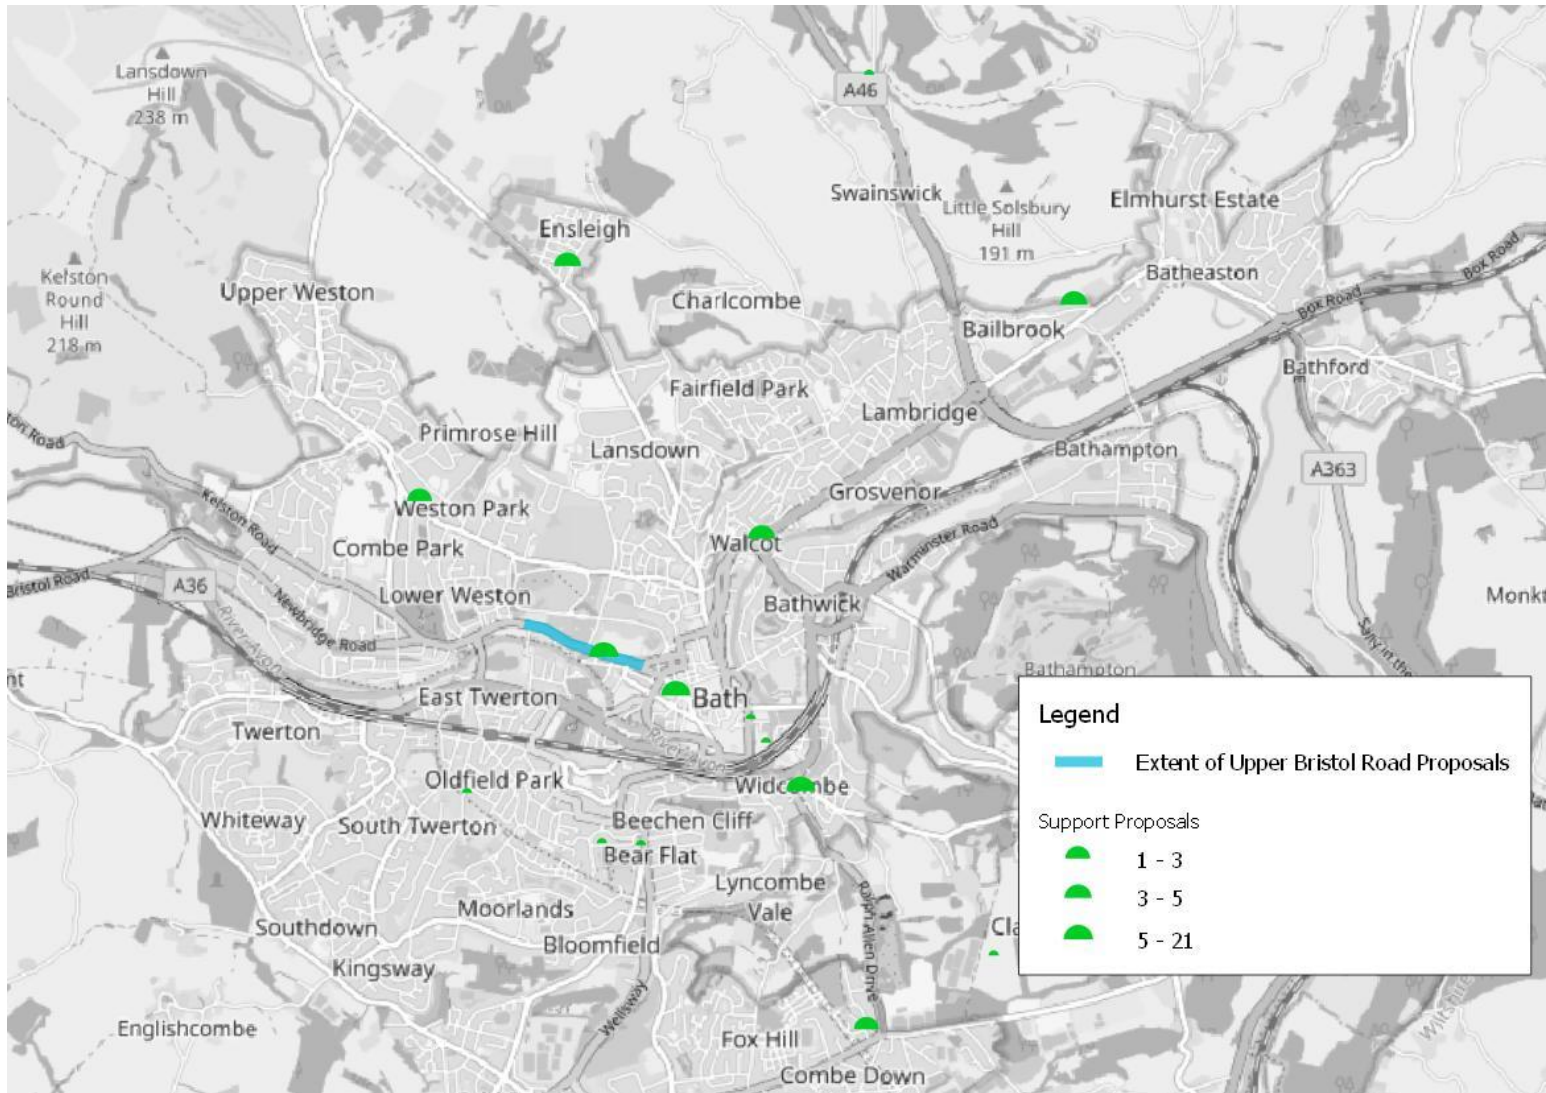 Lansdown
Hill
238 m
A46
Swainswick
Little Solsbury
Hill
191 m
Elmhurst Estate
Ensleigh
Box Road
Kelston
Round
Hill
218 m
Upper Weston
Charlcombe
Batheaston
Box Road
Bailbrook
Bathford
Fairfield Park
Lambridge
Primrose Hill
Lansdown
Bathampton
A363
Kelston Road
Weston Park
Grosvenor
Combe Park
Walcot
Warminster Road
Bristol Road
A36
Lower Weston
Bathwick
Newbridge Road
River Avon
Bathampton
East Twerton
Bath
Twerton
River Avon
Oldfield Park
Widcombe
Whiteway
South Twerton
Beechen Cliff
Bear Flat
Lyncombe
Vale
Ralph Allen Drive
Moorlands
Southdown
Bloomfield
Kingsway
Wellsway
Englishcombe
Fox Hill
Combe Down
Wiltshire
Legend
Extent of Upper Bristol Road Proposals
Support Proposals
1 - 3
3 - 5
5 - 21